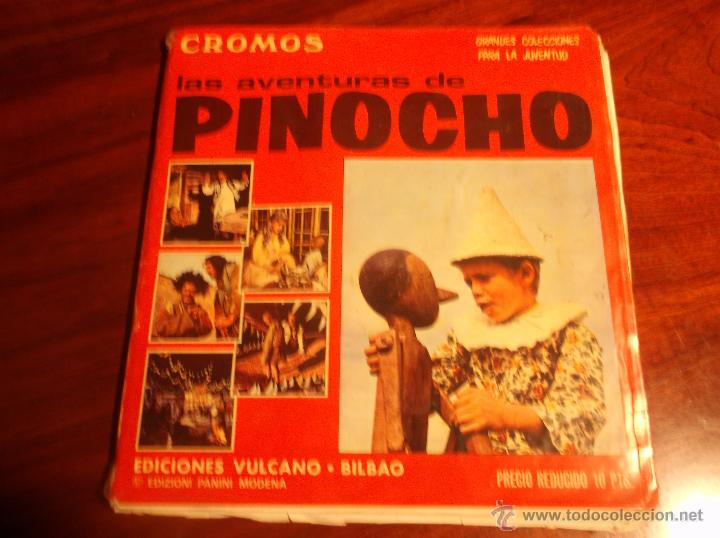 CROMOS
GRANDES COLECCIONES
PARA LA JUVENTUD
las aventuras de
PINOCHO
EDICIONES VULCANO • BILBAO
© EDIZIONI PANINI MODENA
PRECIO REDUCIDO 10 PTS
© www.todocoleccion.net